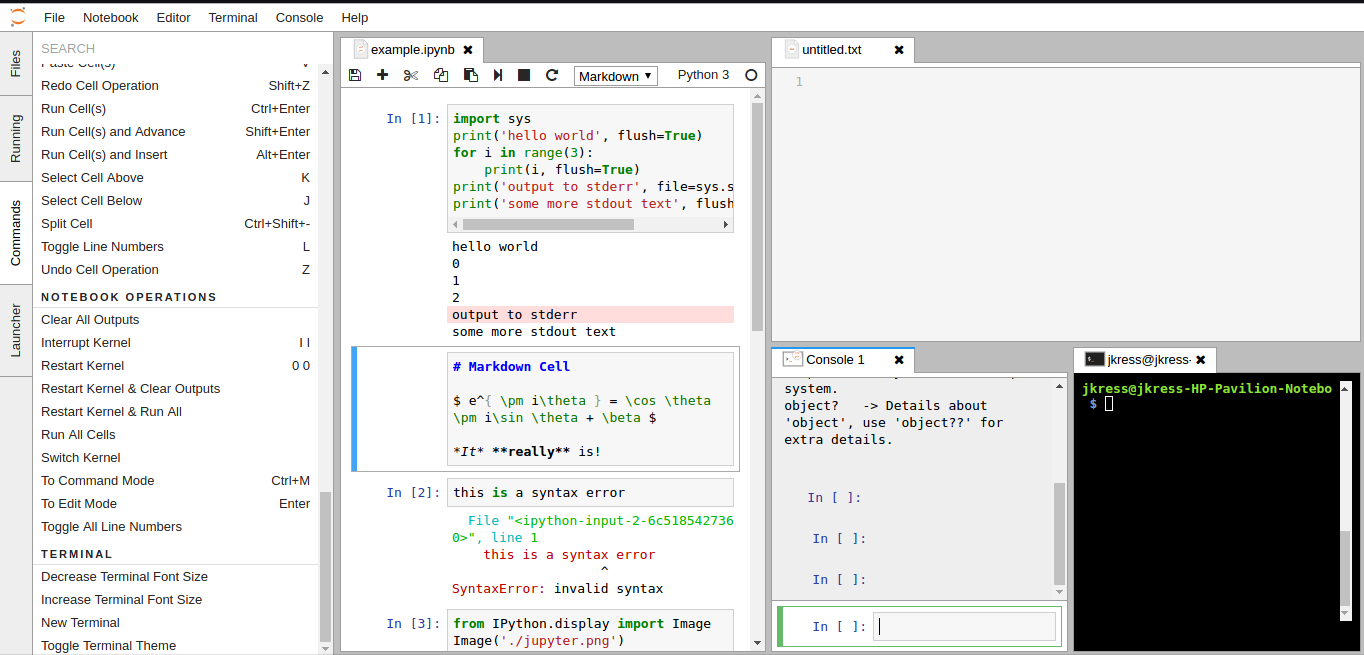 File Notebook Editor Terminal Console Help
Files
Running
Commands
Launcher
SEARCH
Paste Cell(s) V
Redo Cell Operation Shift+Z
Run Cell(s) Ctrl+Enter
Run Cell(s) and Advance Shift+Enter
Run Cell(s) and Insert Alt+Enter
Select Cell Above K
Select Cell Below J
Split Cell Ctrl+Shift+-
Toggle Line Numbers L
Undo Cell Operation Z
NOTEBOOK OPERATIONS
Clear All Outputs
Interrupt Kernel I I
Restart Kernel 0 0
Restart Kernel & Clear Outputs
Restart Kernel & Run All
Run All Cells
Switch Kernel
To Command Mode Ctrl+M
To Edit Mode Enter
Toggle All Line Numbers
TERMINAL
Decrease Terminal Font Size
Increase Terminal Font Size
New Terminal
Toggle Terminal Theme
example.ipynb
Markdown Python 3
In [1]: import sys
print('hello world', flush=True)
for i in range(3):
    print(i, flush=True)
print('output to stderr', file=sys.s
print('some more stdout text', flush
hello world
0
1
2
output to stderr
some more stdout text
# Markdown Cell
$ e^{ \pm i\theta } = \cos \theta
\pm i\sin \theta + \beta $
*It* **really** is!
In [2]: this is a syntax error
File "<ipython-input-2-6c518542736
0>", line 1
    this is a syntax error
^
SyntaxError: invalid syntax
In [3]: from IPython.display import Image
Image('./jupyter.png')
untitled.txt
1
Console 1
system.
object?   -> Details about
'object', use 'object??' for
extra details.
In [ ]:
In [ ]:
In [ ]:
In [ ]:
jkress@jkress-
jkress@jkress-HP-Pavilion-Notebo
$